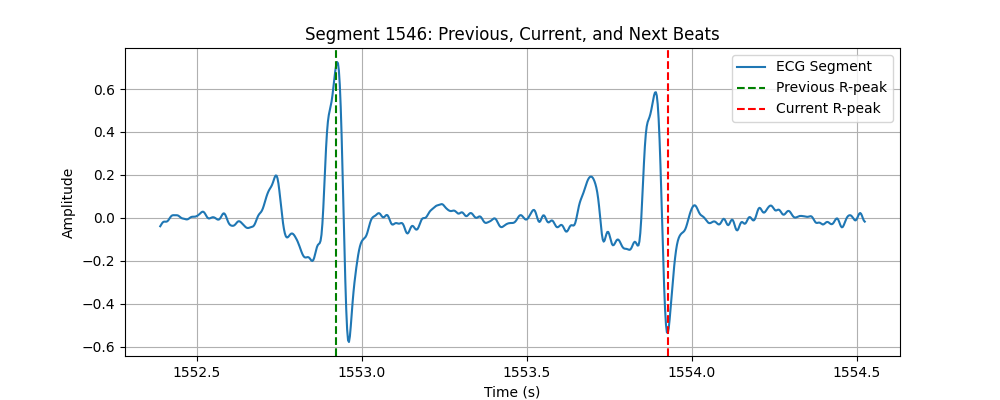 Segment 1546: Previous, Current, and Next Beats
ECG Segment
Previous R-peak
Current R-peak
Amplitude
0.6
0.4
0.2
0.0
−0.2
−0.4
−0.6
1552.5
1553.0
1553.5
1554.0
1554.5
Time (s)